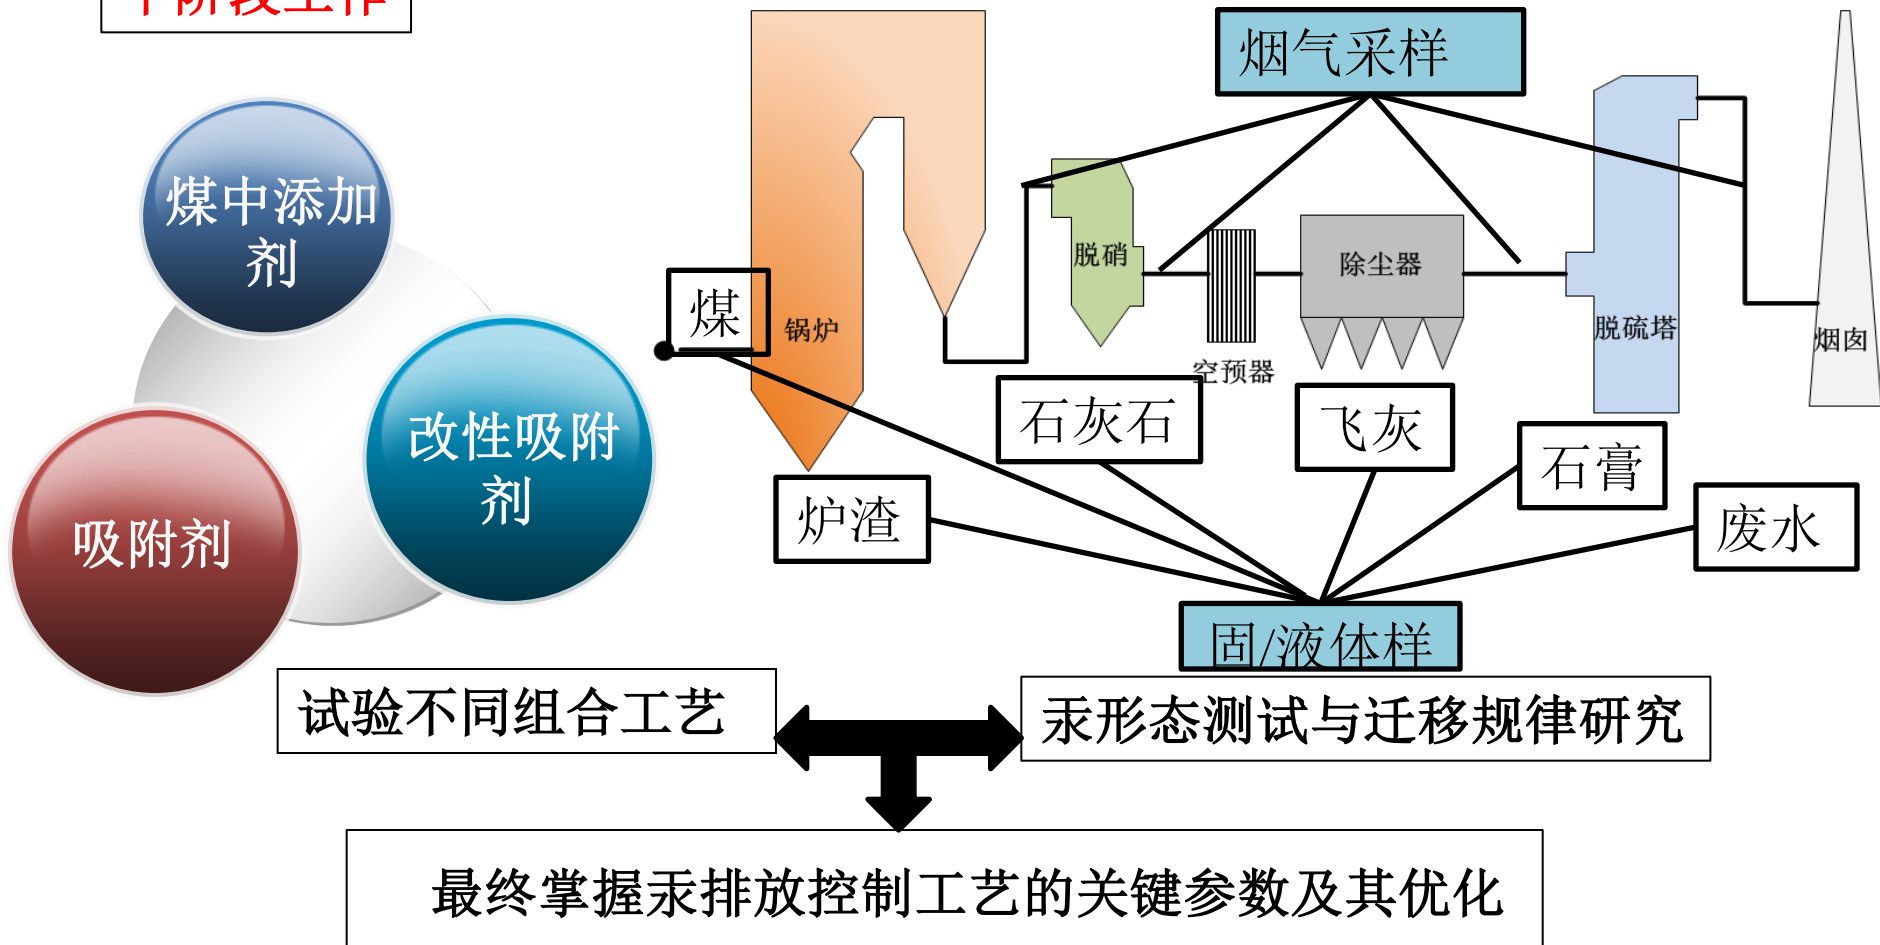 阶段工作
烟气采样
煤中添加
剂
改性吸附
剂
吸附剂
煤
锅炉
脱硝
空预器
除尘器
脱硫塔
烟囱
石灰石
飞灰
石膏
炉渣
废水
固/液体样
试验不同组合工艺
汞形态测试与迁移规律研究
最终掌握汞排放控制工艺的关键参数及其优化